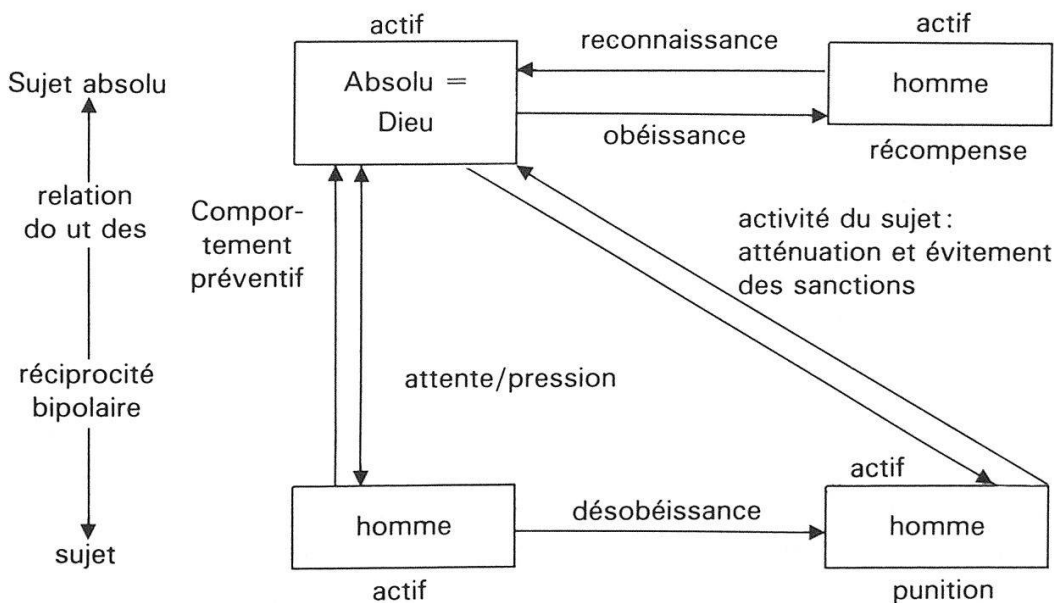 actif
actif
reconnaissance
Sujet absolu
Absolu =
Dieu
homme
obéissance
récompense
relation
do ut des
Compor-
tement
préventif
activité du sujet :
atténuation et évitement
des sanctions
réciprocité
bipolaire
attente/pression
actif
homme
désobéissance
homme
sujet
actif
punition